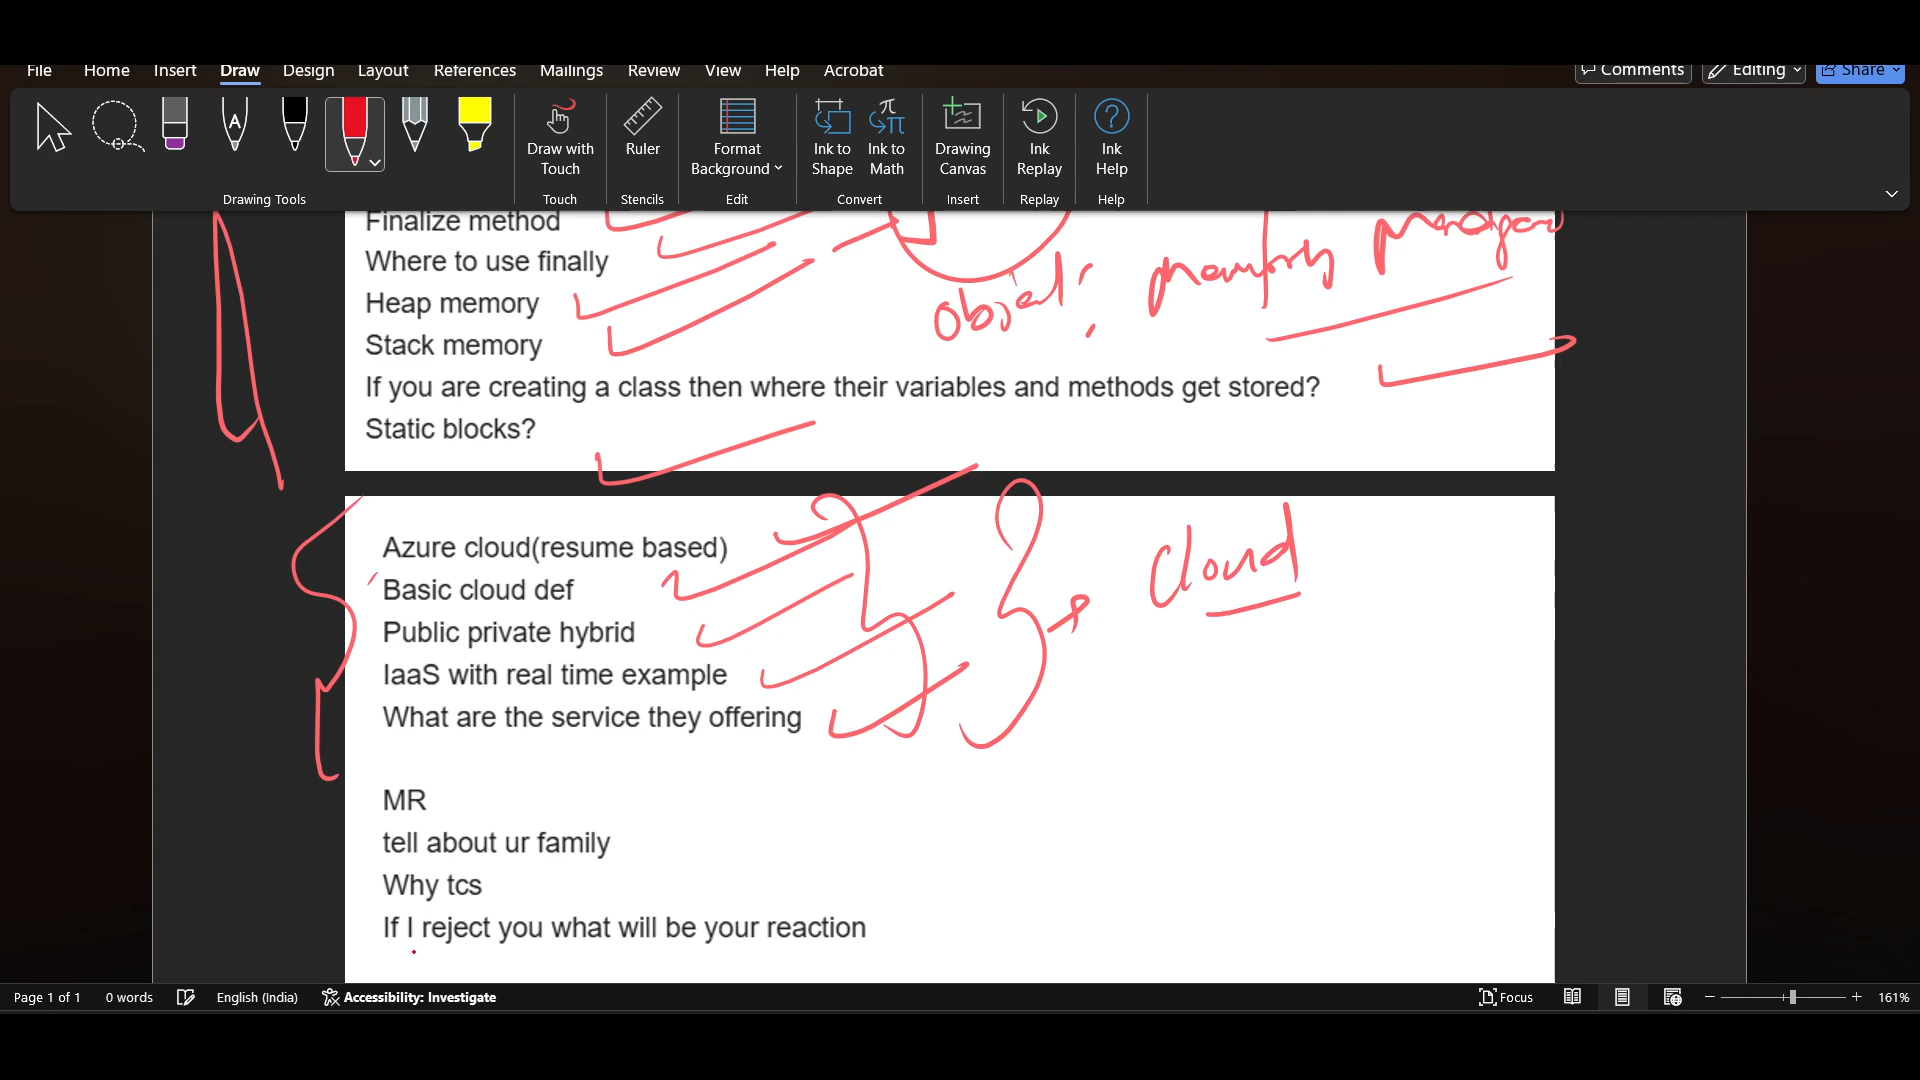 File Home Insert Draw Design Layout References Mailings Review View Help Acrobat Comments Editing Share
Draw with Touch
Ruler
Format Background
Ink to Shape
Ink to Math
Drawing Canvas
Ink Replay
Ink Help
Drawing Tools Touch Stencils Edit Convert Insert Replay Help
Finalize method
Where to use finally
Heap memory
Stack memory
object :
If you are creating a class then where their variables and methods get stored?
Static blocks?
Azure cloud(resume based)
Basic cloud def
Public private hybrid
IaaS with real time example
What are the service they offering
Cloud
MR
tell about ur family
Why tcs
If I reject you what will be your reaction
Page 1 of 1 0 words English (India) Accessibility: Investigate Focus 161%